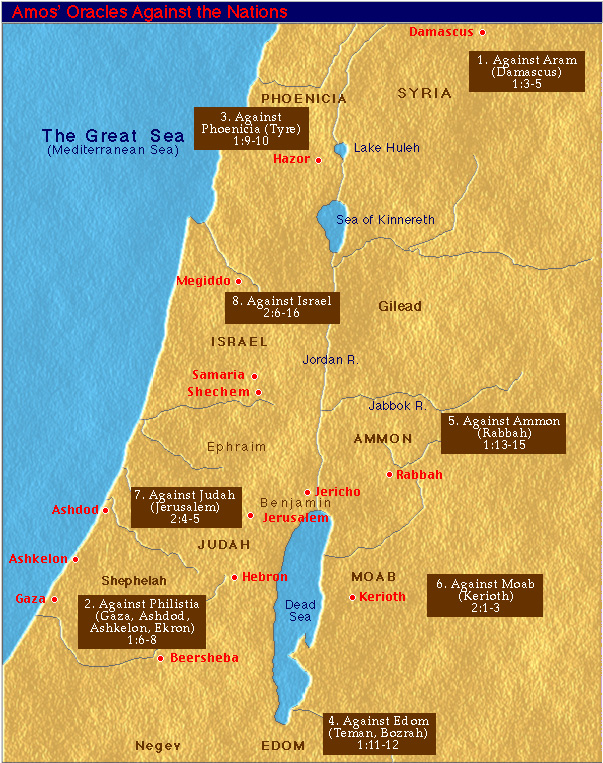 Amos' Oracles Against the Nations
Damascus
1. Against Aram
(Damascus)
1:3-5
PHOENICIA
SYRIA
3. Against
Phoenicia (Tyre)
1:9-10
The Great Sea
(Mediterranean Sea)
Hazor
Lake Huleh
Sea of Kinnereth
Megiddo
8. Against Israel
2:6-16
Gilead
ISRAEL
Jordan R.
Samaria
Shechem
Jabbok R.
5. Against Ammon
(Rabbah)
1:13-15
AMMON
Ephraim
Rabbah
7. Against Judah
(Jerusalem)
2:4-5
Jericho
Benjamin
Ashdod
Jerusalem
JUDAH
Ashkelon
Shephelah
Hebron
MOAB
6. Against Moab
(Kerioth)
2:1-3
Gaza
2. Against Philistia
(Gaza, Ashdod,
Ashkelon, Ekron)
1:6-8
Dead
Sea
Kerioth
Beersheba
4. Against Edom
(Teman, Bozrah)
1:11-12
Negev
EDOM